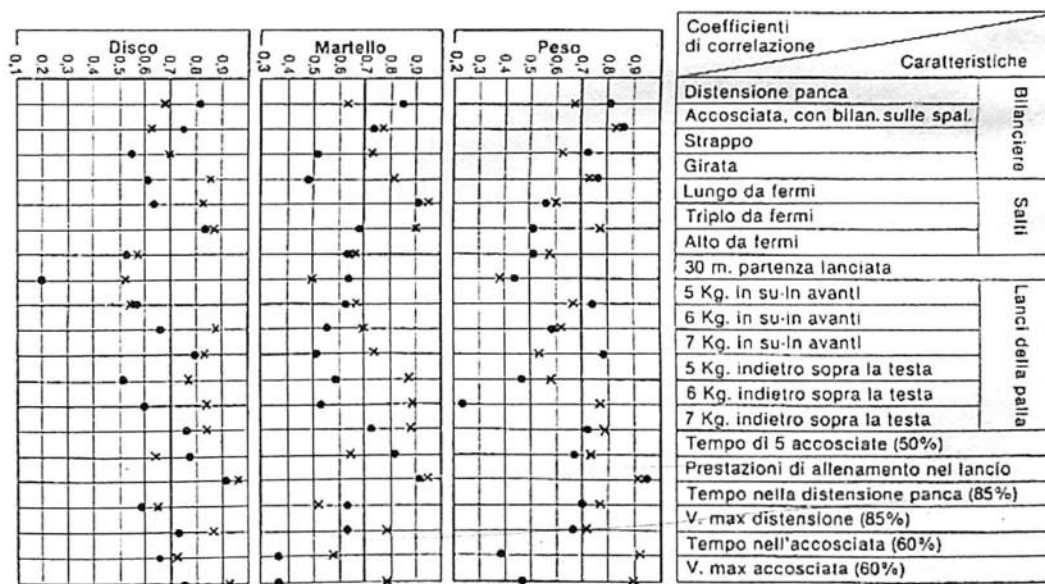 Disco
0,1 0,2 0,3 0,4 0,5 0,6 0,7 0,8 0,9
Martello
0,3 0,4 0,5 0,6 0,7 0,8 0,9
Peso
0,2 0,3 0,4 0,5 0,6 0,7 0,8 0,9
Coefficienti
di correlazione
Caratteristiche
Distensione panca
Accosciata, con bilan. sulle spal.
Strappo
Girata
Bilanciere
Lungo da fermi
Triplo da fermi
Alto da fermi
Salti
30 m. partenza lanciata
5 Kg. in su-in avanti
6 Kg. in su-in avanti
7 Kg. in su-in avanti
5 Kg. indietro sopra la testa
6 Kg. indietro sopra la testa
7 Kg. indietro sopra la testa
Lanci della palla
Tempo di 5 accosciate (50%)
Prestazioni di allenamento nel lancio
Tempo nella distensione panca (85%)
V. max distensione (85%)
Tempo nell'accosciata (60%)
V. max accosciata (60%)